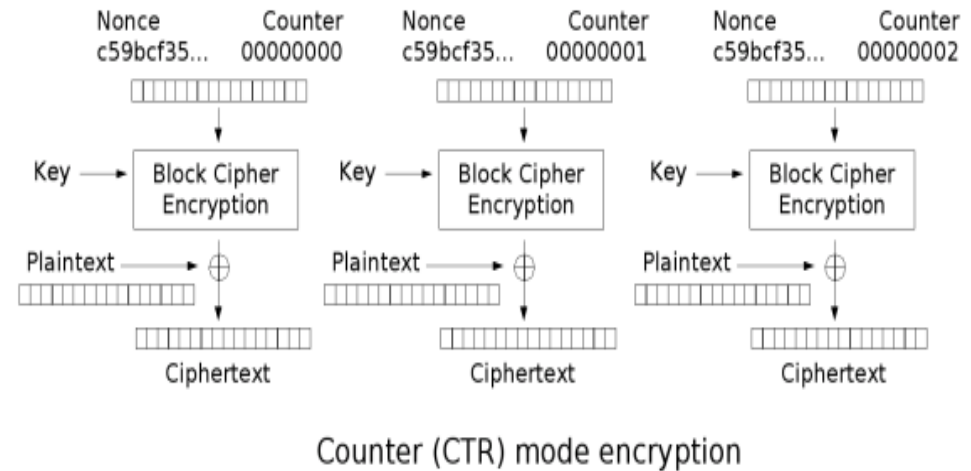 Nonce Counter Nonce Counter Nonce Counter
c59bcf35... 00000000 c59bcf35... 00000001 c59bcf35... 00000002
Key Block Cipher Key Block Cipher Key Block Cipher
Encryption Encryption Encryption
Plaintext Plaintext Plaintext
Ciphertext Ciphertext Ciphertext
Counter (CTR) mode encryption